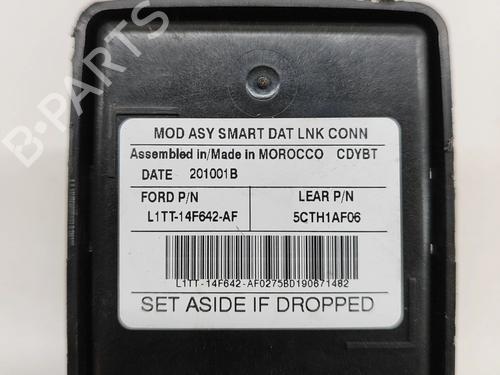 B-PARTS
MOD ASY SMART DAT LNK CONN
Assembled in/Made in MOROCCO CDYBT
DATE 201001B
FORD P/N LEAR P/N
L1TT-14F642-AF 5CTH1AF06
L1TT-14F642-AF0275BD190671482
SET ASIDE IF DROPPED